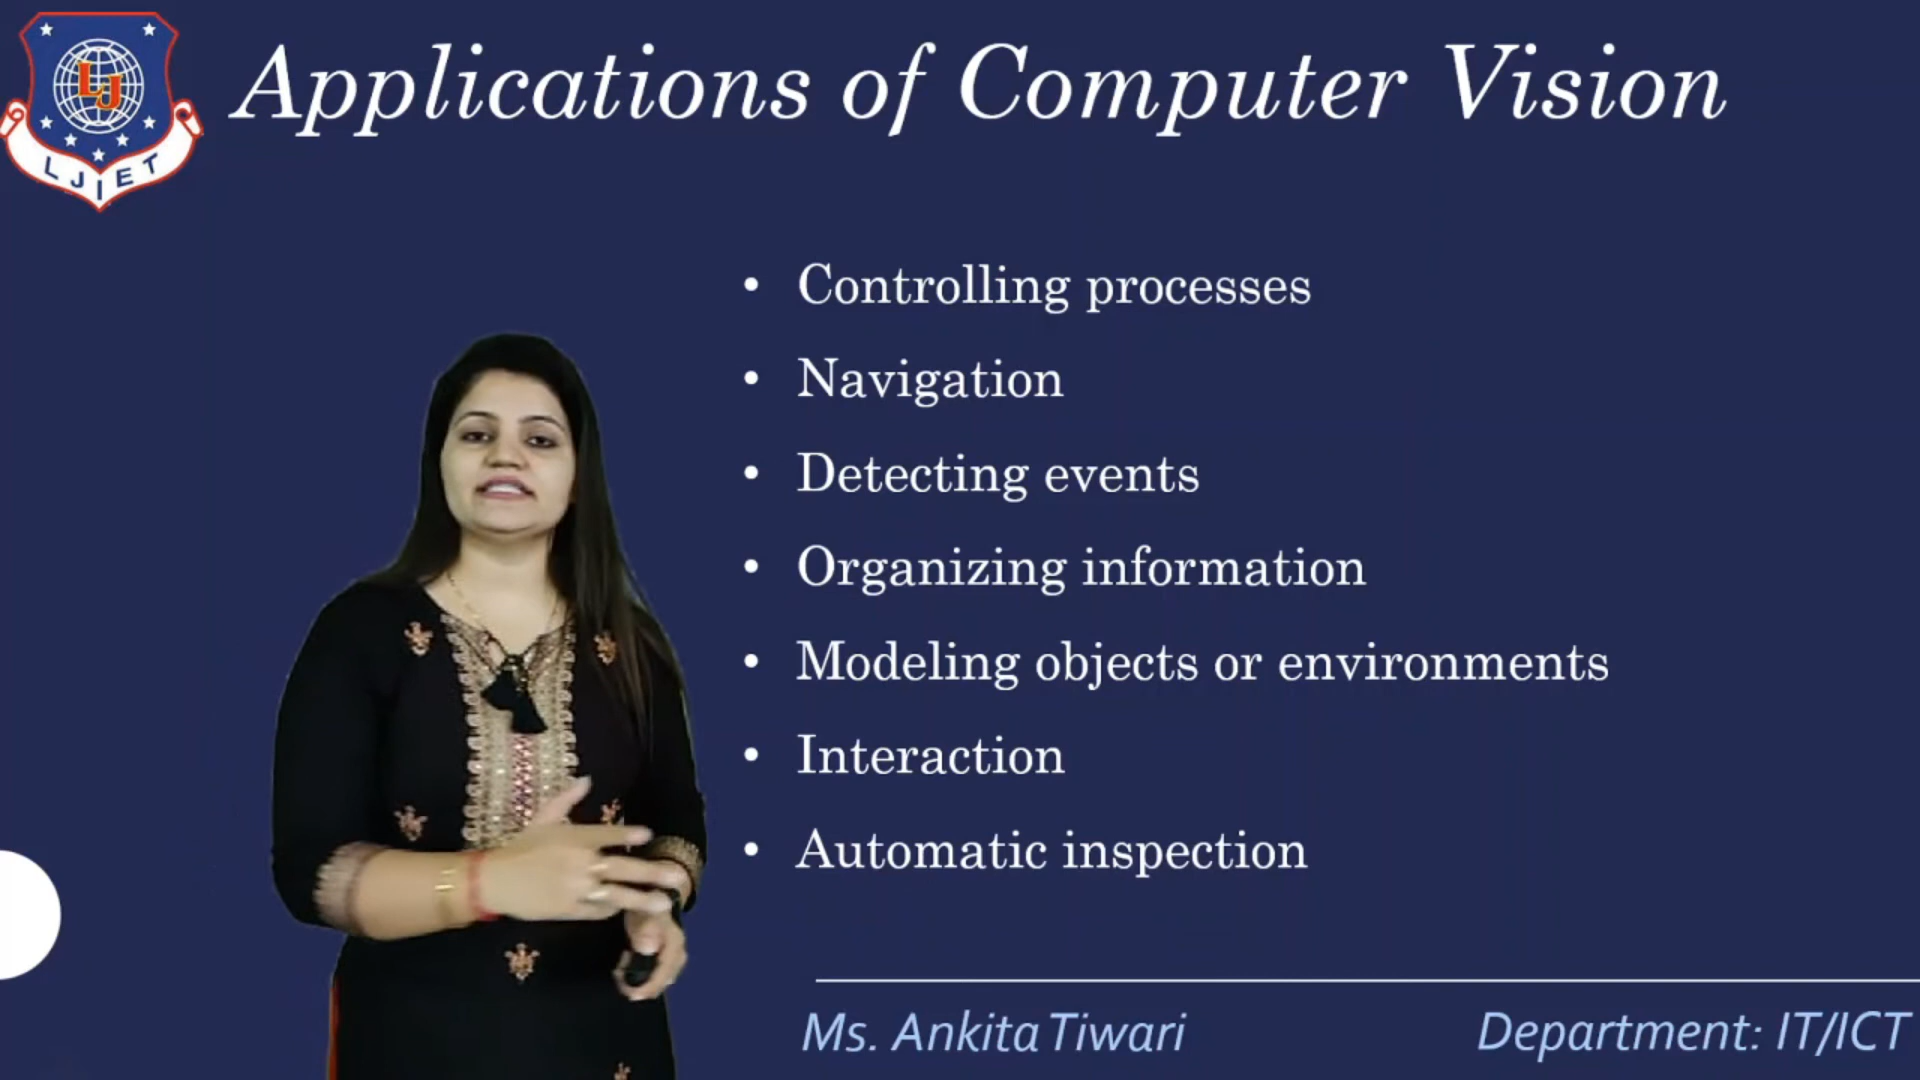 LJ
LJIET
Applications of Computer Vision
• Controlling processes
• Navigation
• Detecting events
• Organizing information
• Modeling objects or environments
• Interaction
• Automatic inspection
Ms. Ankita Tiwari
Department: IT/ICT